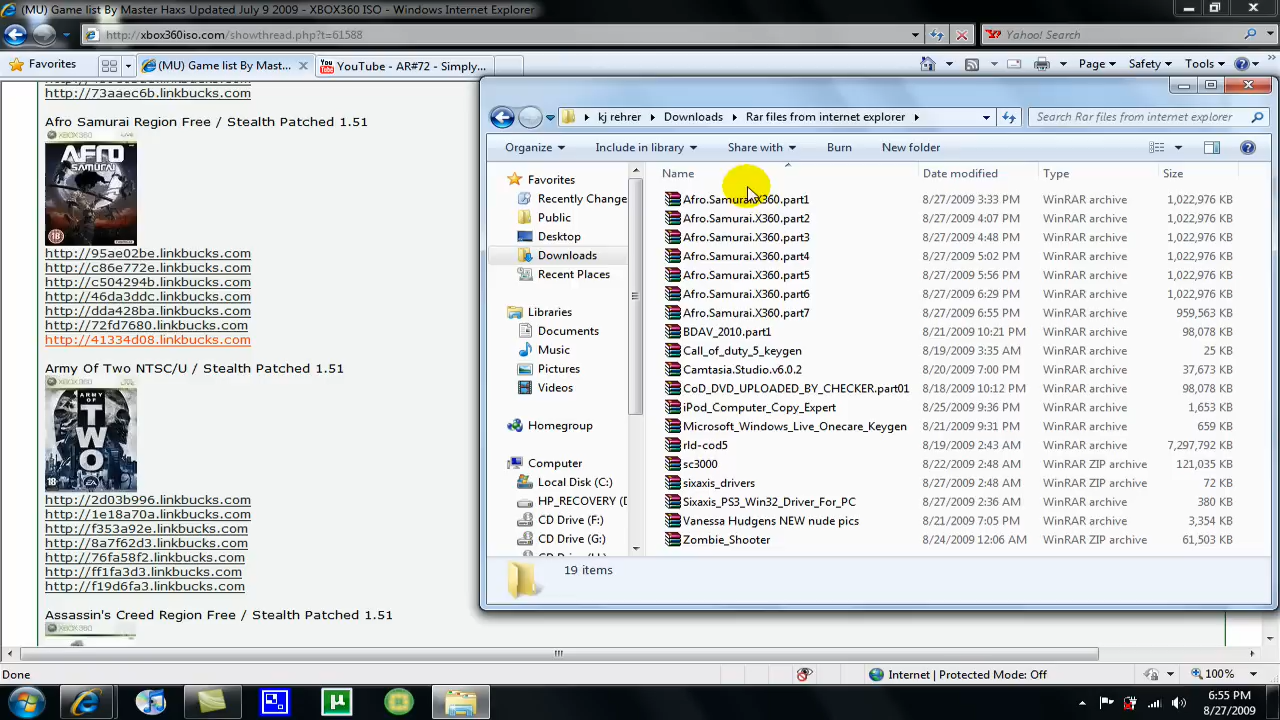 (MU) Game list By Master Haxs Updated July 9 2009 - XBOX360 ISO - Windows Internet Explorer
http://xbox360iso.com/showthread.php?t=61588
Yahoo! Search
Favorites
(MU) Game list By Mast...
YouTube - AR#72 - Simply...
Page
Safety
Tools
http://73aaec6b.linkbucks.com
Afro Samurai Region Free / Stealth Patched 1.51
XBOX 360
AFRO
SAMURAI
18
http://95ae02be.linkbucks.com
http://c86e772e.linkbucks.com
http://c504294b.linkbucks.com
http://46da3ddc.linkbucks.com
http://dda428ba.linkbucks.com
http://72fd7680.linkbucks.com
http://41334d08.linkbucks.com
Army Of Two NTSC/U / Stealth Patched 1.51
XBOX 360
ARMY
OF
TWO
18
EA
http://2d03b996.linkbucks.com
http://1e18a70a.linkbucks.com
http://f353a92e.linkbucks.com
http://8a7f62d3.linkbucks.com
http://76fa58f2.linkbucks.com
http://ff1fa3d3.linkbucks.com
http://f19d6fa3.linkbucks.com
Assassin's Creed Region Free / Stealth Patched 1.51
kj rehrer
Downloads
Rar files from internet explorer
Search Rar files from internet explorer
Organize
Include in library
Share with
Burn
New folder
Favorites
Recently Change
Public
Desktop
Downloads
Recent Places
Libraries
Documents
Music
Pictures
Videos
Homegroup
Computer
Local Disk (C:)
HP_RECOVERY (D
CD Drive (F:)
CD Drive (G:)
Name Date modified Type Size
Afro.Samurai.X360.part1 8/27/2009 3:33 PM WinRAR archive 1,022,976 KB
Afro.Samurai.X360.part2 8/27/2009 4:07 PM WinRAR archive 1,022,976 KB
Afro.Samurai.X360.part3 8/27/2009 4:48 PM WinRAR archive 1,022,976 KB
Afro.Samurai.X360.part4 8/27/2009 5:02 PM WinRAR archive 1,022,976 KB
Afro.Samurai.X360.part5 8/27/2009 5:56 PM WinRAR archive 1,022,976 KB
Afro.Samurai.X360.part6 8/27/2009 6:29 PM WinRAR archive 1,022,976 KB
Afro.Samurai.X360.part7 8/27/2009 6:55 PM WinRAR archive 959,563 KB
BDAV_2010.part1 8/21/2009 10:21 PM WinRAR archive 98,078 KB
Call_of_duty_5_keygen 8/19/2009 3:35 AM WinRAR archive 25 KB
Camtasia.Studio.v6.0.2 8/20/2009 7:00 PM WinRAR archive 37,673 KB
CoD_DVD_UPLOADED_BY_CHECKER.part01 8/18/2009 10:12 PM WinRAR archive 98,078 KB
iPod_Computer_Copy_Expert 8/25/2009 9:36 PM WinRAR archive 1,653 KB
Microsoft_Windows_Live_Onecare_Keygen 8/21/2009 9:31 PM WinRAR archive 659 KB
rld-cod5 8/19/2009 2:43 AM WinRAR archive 7,297,792 KB
sc3000 8/22/2009 2:48 AM WinRAR ZIP archive 121,035 KB
sixaxis_drivers 8/27/2009 2:48 AM WinRAR ZIP archive 72 KB
Sixaxis_PS3_Win32_Driver_For_PC 8/27/2009 2:36 AM WinRAR archive 380 KB
Vanessa Hudgens NEW nude pics 8/21/2009 7:05 PM WinRAR archive 3,354 KB
Zombie_Shooter 8/24/2009 12:06 AM WinRAR ZIP archive 61,503 KB
19 items
Done
Internet | Protected Mode: Off
100%
6:55 PM
8/27/2009